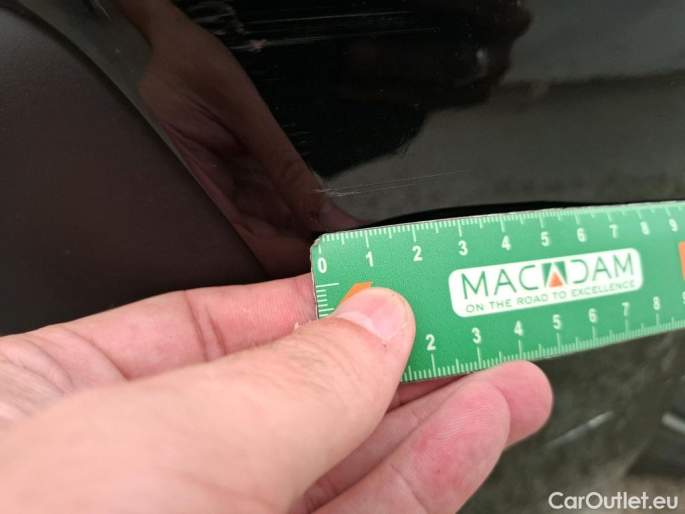 0 1 2 3 4 5 6 7 8 9
MACADAM
ON THE ROAD TO EXCELLENCE
2 3 4 5 6 7 8
CarOutlet.eu